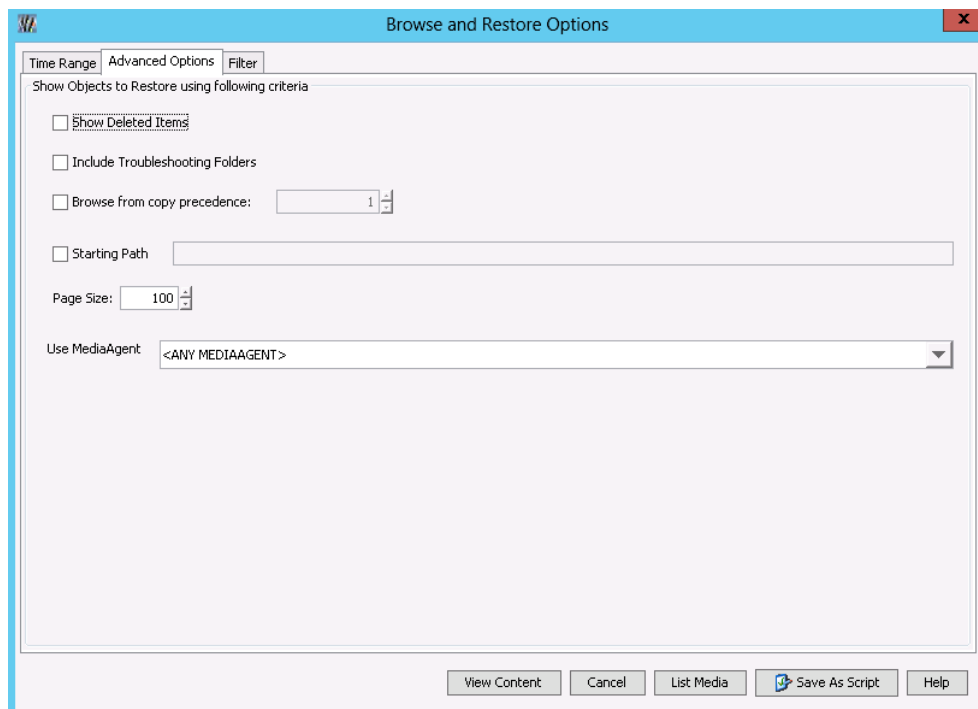 Browse and Restore Options
x
Time Range Advanced Options Filter
Show Objects to Restore using following criteria
Show Deleted Items
Include Troubleshooting Folders
Browse from copy precedence: 1
Starting Path
Page Size: 100
Use MediaAgent <ANY MEDIAAGENT>
View Content Cancel List Media Save As Script Help